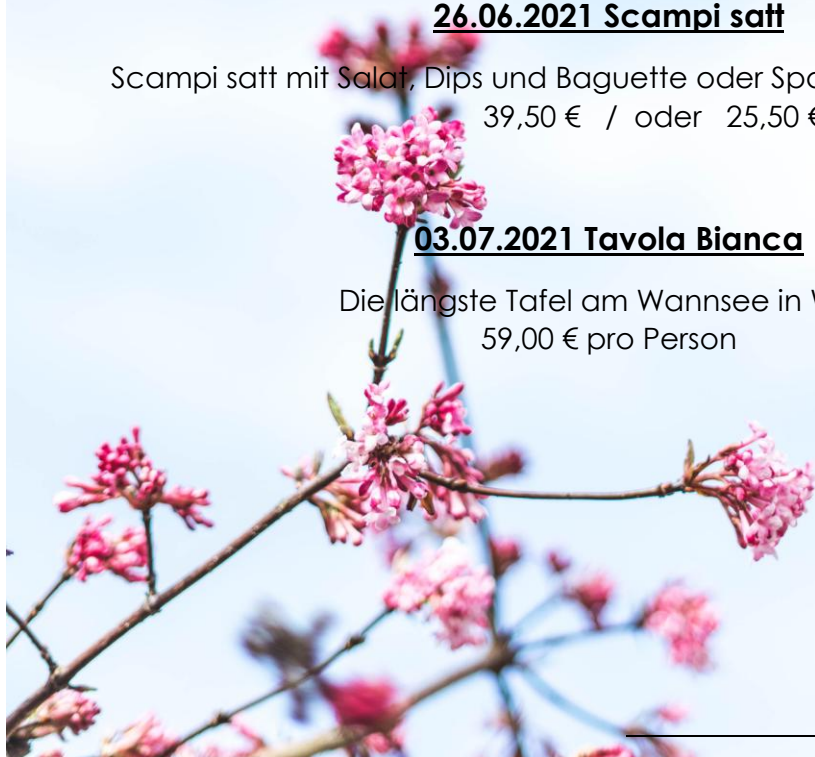 26.06.2021 Scampi satt
Scampi satt mit Salat, Dips und Baguette oder
39,50 € / oder 25,50 €
03.07.2021 Tavola Bianca
Die längste Tafel am Wannsee in
59,00 € pro Person